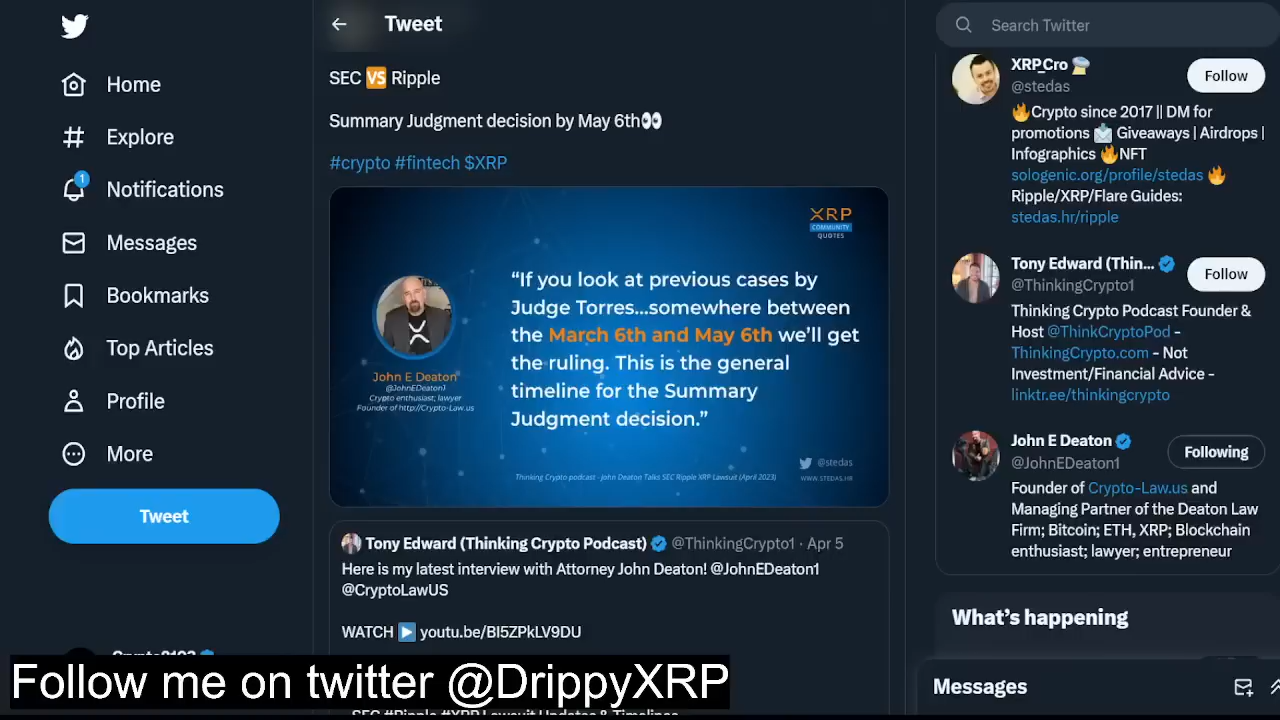 Tweet
Search Twitter
Home
Explore
1
Notifications
Messages
Bookmarks
Top Articles
Profile
More
Tweet
SEC 🆚 Ripple
Summary Judgment decision by May 6th👀
#crypto #fintech $XRP
XRP
COMMUNITY
QUOTES
“If you look at previous cases by
Judge Torres...somewhere between
the March 6th and May 6th we’ll get
the ruling. This is the general
timeline for the Summary
Judgment decision.”
John E Deaton
@JohnEDeaton1
Crypto enthusiast; lawyer
Founder of http://Crypto-Law.us
@stedas
WWW.STEDAS.HR
Thinking Crypto podcast - John Deaton Talks SEC Ripple XRP Lawsuit (April 2023)
Tony Edward (Thinking Crypto Podcast) @ThinkingCrypto1 · Apr 5
Here is my latest interview with Attorney John Deaton! @JohnEDeaton1
@CryptoLawUS
WATCH ▶️ youtu.be/BI5ZPkLV9DU
XRP_Cro
@stedas
Follow
🔥Crypto since 2017 || DM for
promotions 📩 Giveaways | Airdrops |
Infographics 🔥NFT
sologenic.org/profile/stedas 🔥
Ripple/XRP/Flare Guides:
stedas.hr/ripple
Tony Edward (Thin...
@ThinkingCrypto1
Follow
Thinking Crypto Podcast Founder &
Host @ThinkCryptoPod -
ThinkingCrypto.com - Not
Investment/Financial Advice -
linktr.ee/thinkingcrypto
John E Deaton
@JohnEDeaton1
Following
Founder of Crypto-Law.us and
Managing Partner of the Deaton Law
Firm; Bitcoin; ETH, XRP; Blockchain
enthusiast; lawyer; entrepreneur
What’s happening
Messages
Follow me on twitter @DrippyXRP